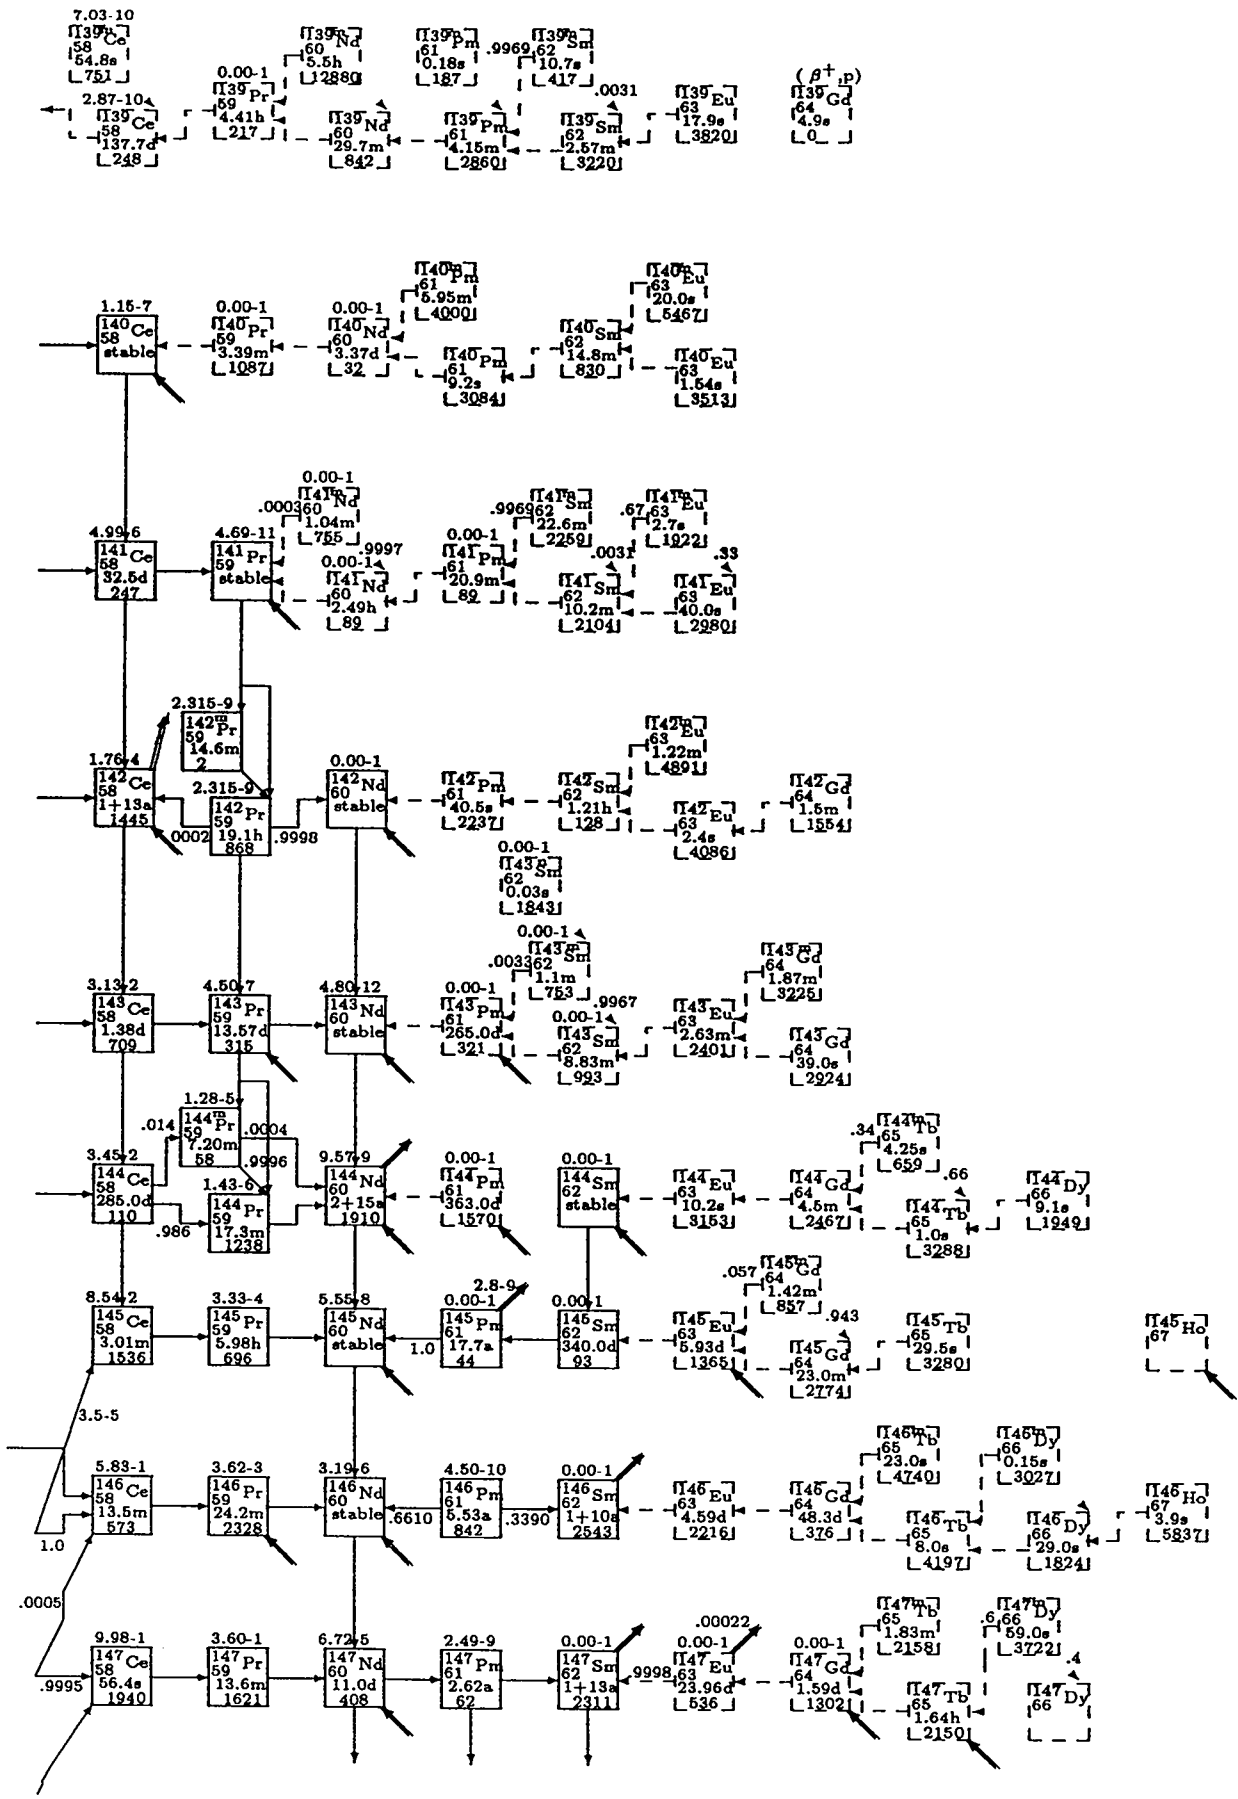 7.03-10
139m Ce
58
54.8s
751
2.87-10
139 Ce
58
137.7d
248
0.00-1
139 Pr
59
4.41h
217
139m Nd
60
5.5h
12880
139 Nd
60
29.7m
842
139m Pm
61
0.18s
187
139 Pm
61
4.15m
2860
.9969
139m Sm
62
10.7s
417
.0031
139 Sm
62
2.57m
3220
139 Eu
63
17.9s
3820
(β+,p)
139 Gd
64
4.9s
0
1.15-7
140 Ce
58
stable
0.00-1
140 Pr
59
3.39m
1087
0.00-1
140 Nd
60
3.37d
32
140m Pm
61
5.95m
4000
140 Pm
61
9.2s
3084
140 Sm
62
14.8m
830
140m Eu
63
20.0s
5467
140 Eu
63
1.54s
3513
4.99-6
141 Ce
58
32.5d
247
4.69-11
141 Pr
59
stable
.0003
0.00-1
141m Nd
60
1.04m
755
.9997
0.00-1
141 Nd
60
2.49h
89
0.00-1
141 Pm
61
20.9m
89
.9969
141m Sm
62
22.6m
2259
.0031
141 Sm
62
10.2m
2104
.67
141m Eu
63
2.7s
1922
.33
141 Eu
63
40.0s
2980
1.76-4
142 Ce
58
1+13a
1445
2.315-9
142m Pr
59
14.6m
2
2.315-9
142 Pr
59
19.1h
868
.0002
.9998
0.00-1
142 Nd
60
stable
142 Pm
61
40.5s
2237
142 Sm
62
1.21h
128
142m Eu
63
1.22m
4891
142 Eu
63
2.4s
4086
142 Gd
64
1.5m
1554
0.00-1
143 Sm
62
0.03s
1843
3.13-2
143 Ce
58
1.38d
709
4.50-7
143 Pr
59
13.57d
315
4.80-12
143 Nd
60
stable
0.00-1
143 Pm
61
265.0d
321
.0033
0.00-1
143m Sm
62
1.1m
753
.9967
0.00-1
143 Sm
62
8.83m
993
143 Eu
63
2.63m
2401
143m Gd
64
1.87m
3225
143 Gd
64
39.0s
2924
3.45-2
144 Ce
58
285.0d
110
.014
.986
1.28-5
144m Pr
59
7.20m
58
.0004
.9996
1.43-6
144 Pr
59
17.3m
1238
9.57-9
144 Nd
60
2+15a
1910
0.00-1
144 Pm
61
363.0d
1570
0.00-1
144 Sm
62
stable
144 Eu
63
10.2s
3153
144 Gd
64
4.5m
2467
.34
144m Tb
65
4.25s
659
.66
144 Tb
65
1.0s
3288
144 Dy
66
9.1s
1949
8.54-2
145 Ce
58
3.01m
1536
3.33-4
145 Pr
59
5.98h
696
5.55-8
145 Nd
60
stable
1.0
2.8-9
0.00-1
145 Pm
61
17.7a
44
0.00-1
145 Sm
62
340.0d
93
145 Eu
63
5.93d
1365
.057
145m Gd
64
1.42m
857
.943
145 Gd
64
23.0m
2774
145 Tb
65
29.5s
3280
145 Ho
67
3.5-5
1.0
5.83-1
146 Ce
58
13.5m
573
3.62-3
146 Pr
59
24.2m
2328
3.19-6
146 Nd
60
stable
.6610
4.50-10
146 Pm
61
5.53a
842
.3390
0.00-1
146 Sm
62
1+10a
2543
146 Eu
63
4.59d
2216
146 Gd
64
48.3d
376
146m Tb
65
23.0s
4740
146 Tb
65
8.0s
4197
146m Dy
66
0.15s
3027
146 Dy
66
29.0s
1824
146 Ho
67
3.9s
5837
.0005
.9995
9.98-1
147 Ce
58
56.4s
1940
3.60-1
147 Pr
59
13.6m
1621
6.72-5
147 Nd
60
11.0d
408
2.49-9
147 Pm
61
2.62a
62
0.00-1
147 Sm
62
1+13a
2311
.9998
.00022
0.00-1
147 Eu
63
23.96d
536
0.00-1
147 Gd
64
1.59d
1302
147m Tb
65
1.83m
2158
147 Tb
65
1.64h
2150
.6
147m Dy
66
59.0s
3722
.4
147 Dy
66